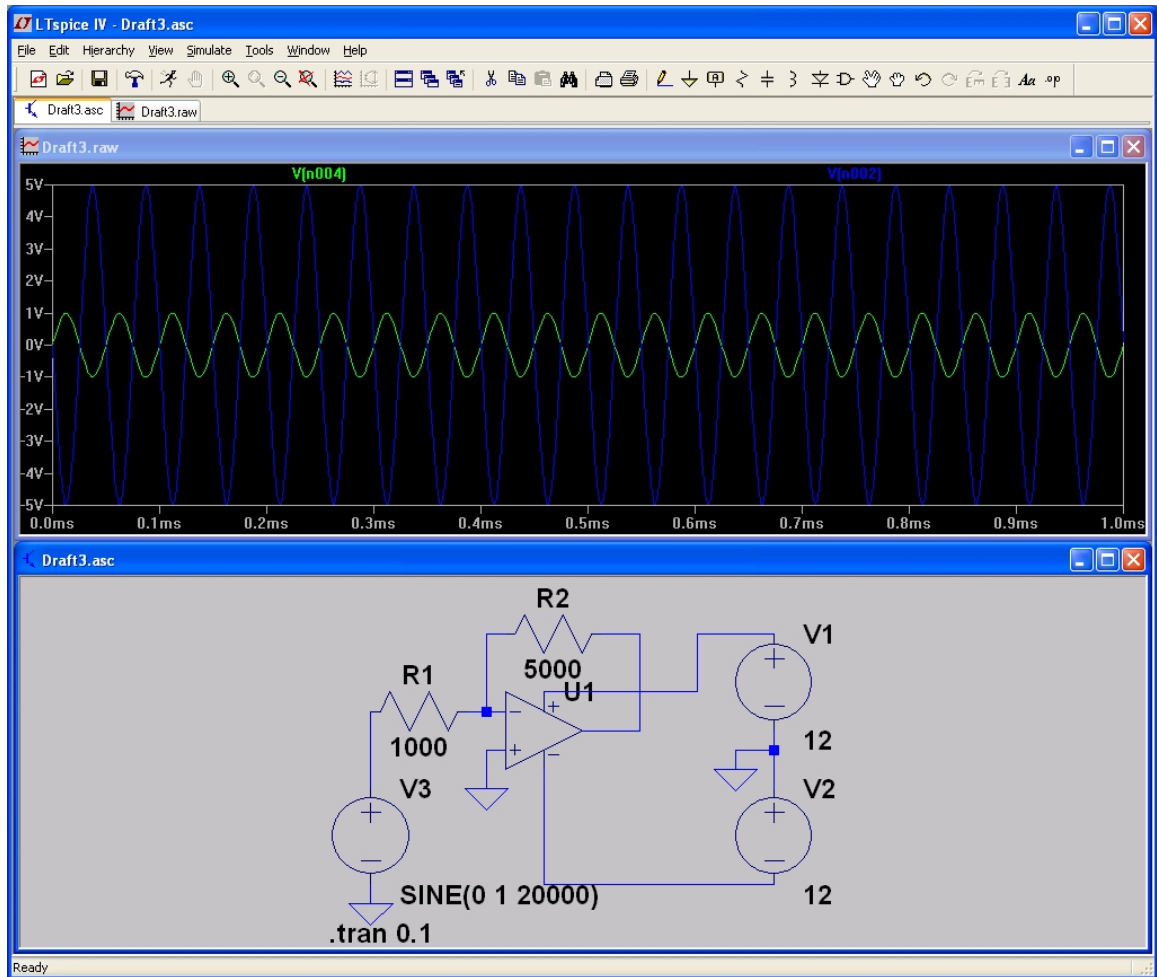 LTspice IV - Draft3.asc
File Edit Hierarchy View Simulate Tools Window Help
Aa .op
Draft3.asc Draft3.raw
Draft3.raw
V(n004) V(n002)
5V
4V
3V
2V
1V
0V
-1V
-2V
-3V
-4V
-5V
0.0ms 0.1ms 0.2ms 0.3ms 0.4ms 0.5ms 0.6ms 0.7ms 0.8ms 0.9ms 1.0ms
Draft3.asc
R2
V1
5000
R1
U1
1000
12
V3
V2
SINE(0 1 20000)
12
.tran 0.1
Ready